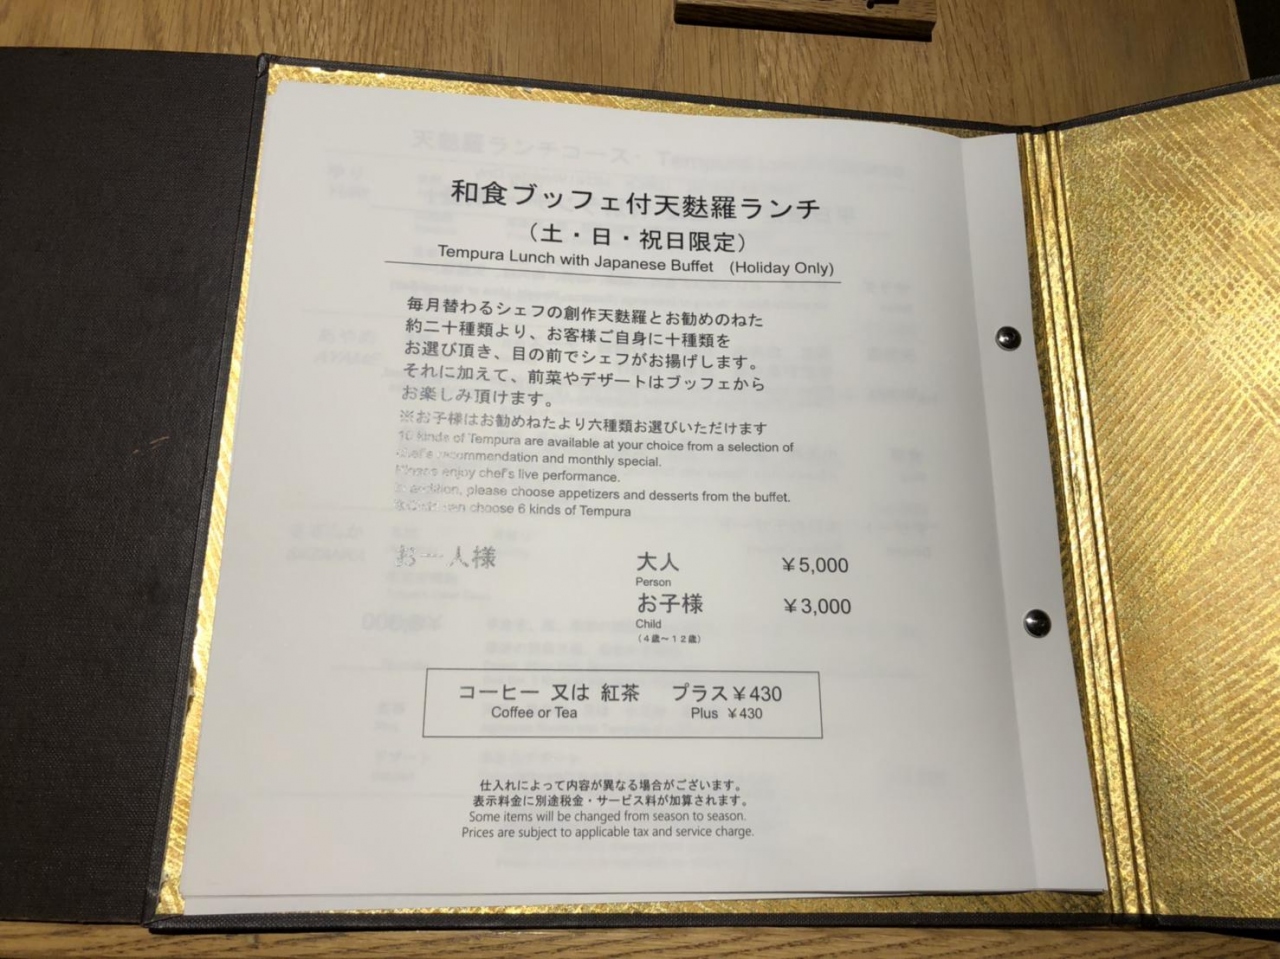 和食ブッフェ付天麩羅ランチ
（土・日・祝日限定）
Tempura Lunch with Japanese Buffet (Holiday Only)
毎月替わるシェフの創作天麩羅とお勧めのねた
約二十種類より、お客様ご自身に十種類を
お選び頂き、目の前でシェフがお揚げします。
それに加えて、前菜やデザートはブッフェから
お楽しみ頂けます。
※お子様はお勧めねたより六種類お選びいただけます
10 kinds of Tempura are available at your choice from a selection of
chef's recommendation and monthly special.
Please enjoy chef's live performance.
In addition, please choose appetizers and desserts from the buffet.
choose 6 kinds of Tempura
お一人様 大人 ¥5,000
Person
お子様 ¥3,000
Child
（4歳～12歳）
コーヒー 又は 紅茶 プラス¥430
Coffee or Tea Plus ¥430
仕入れによって内容が異なる場合がございます。
表示料金に別途税金・サービス料が加算されます。
Some items will be changed from season to season.
Prices are subject to applicable tax and service charge.